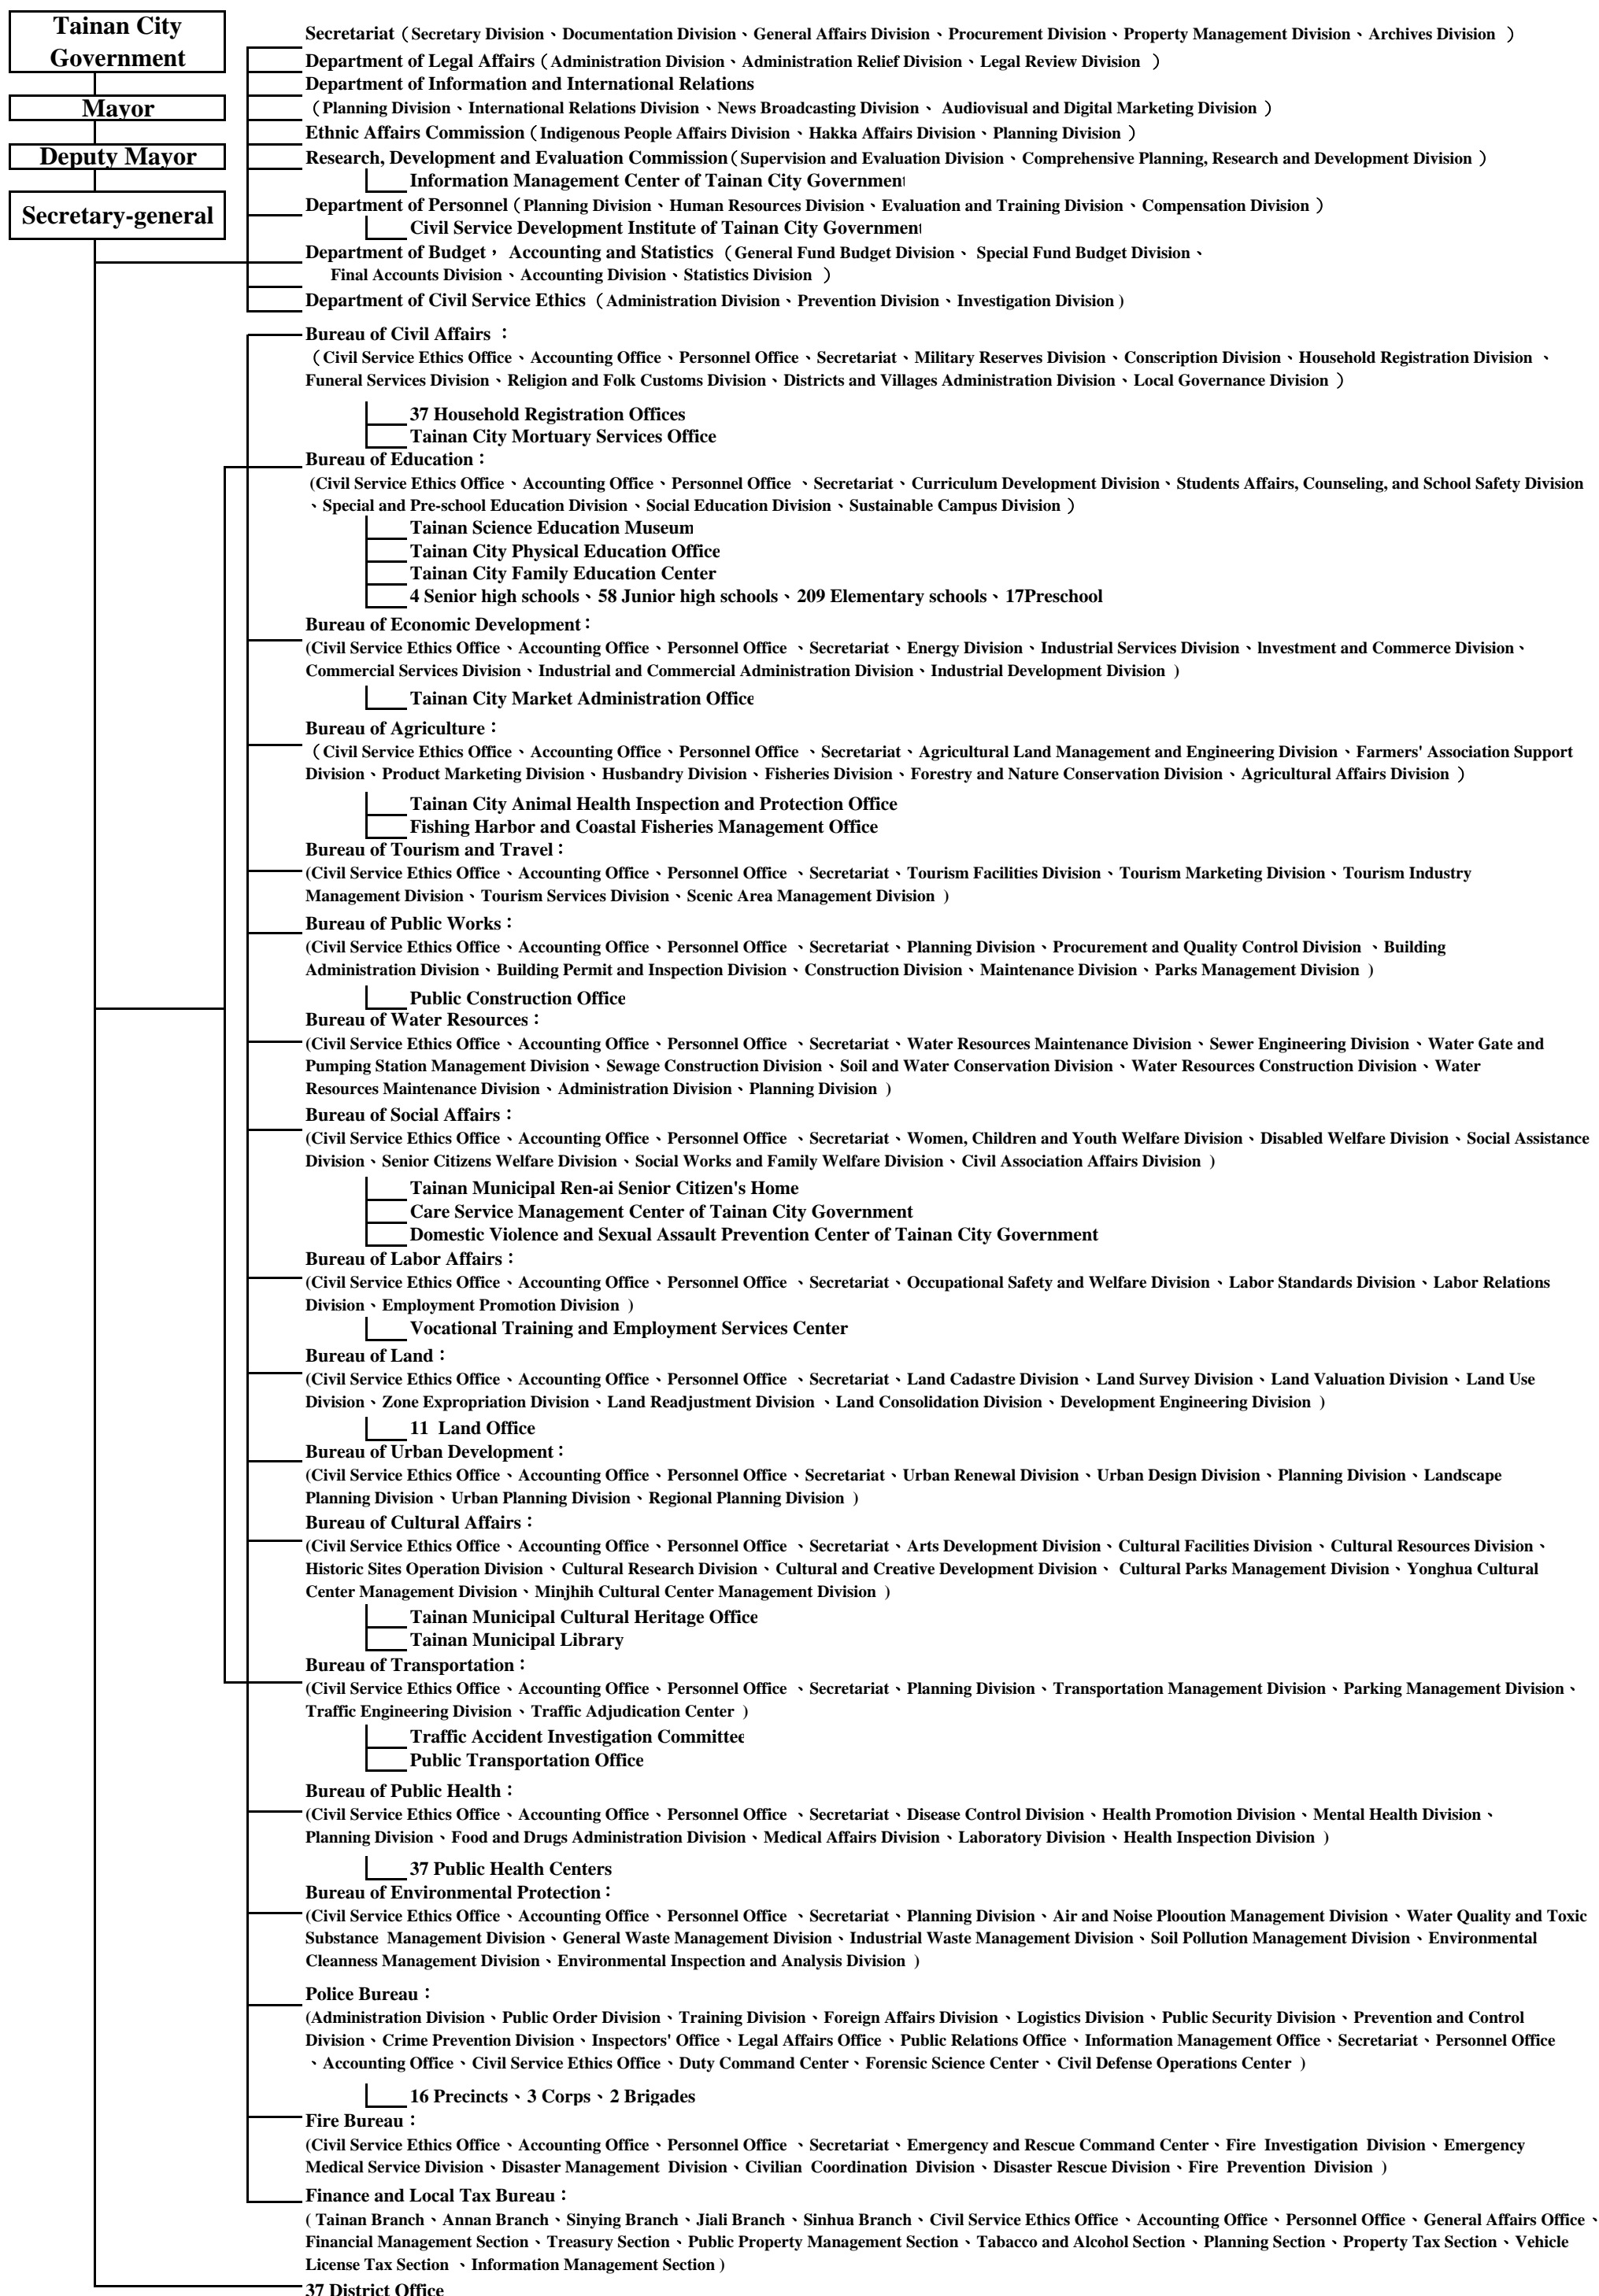 Tainan City
Government
Mayor
Deputy Mayor
Secretary-general
Secretariat（Secretary Division、Documentation Division、General Affairs Division、Procurement Division、Property Management Division、Archives Division ）
Department of Legal Affairs（Administration Division、Administration Relief Division、Legal Review Division ）
Department of Information and International Relations
（Planning Division、International Relations Division、News Broadcasting Division、 Audiovisual and Digital Marketing Division ）
Ethnic Affairs Commission（Indigenous People Affairs Division、Hakka Affairs Division、Planning Division ）
Research, Development and Evaluation Commission（Supervision and Evaluation Division、Comprehensive Planning, Research and Development Division ）
Information Management Center of Tainan City Government
Department of Personnel（Planning Division、Human Resources Division、Evaluation and Training Division、Compensation Division ）
Civil Service Development Institute of Tainan City Government
Department of Budget， Accounting and Statistics （General Fund Budget Division、 Special Fund Budget Division、
Final Accounts Division、Accounting Division、Statistics Division ）
Department of Civil Service Ethics （Administration Division、Prevention Division、Investigation Division )
Bureau of Civil Affairs ：
（Civil Service Ethics Office、Accounting Office、Personnel Office、Secretariat、Military Reserves Division、Conscription Division、Household Registration Division 、
Funeral Services Division、Religion and Folk Customs Division、Districts and Villages Administration Division、Local Governance Division ）
37 Household Registration Offices
Tainan City Mortuary Services Office
Bureau of Education：
(Civil Service Ethics Office、Accounting Office、Personnel Office 、Secretariat、Curriculum Development Division、Students Affairs, Counseling, and School Safety Division
、Special and Pre-school Education Division、Social Education Division、Sustainable Campus Division ）
Tainan Science Education Museum
Tainan City Physical Education Office
Tainan City Family Education Center
4 Senior high schools、58 Junior high schools、209 Elementary schools、17Preschool
Bureau of Economic Development：
(Civil Service Ethics Office、Accounting Office、Personnel Office 、Secretariat、Energy Division、Industrial Services Division、lnvestment and Commerce Division、
Commercial Services Division、Industrial and Commercial Administration Division、Industrial Development Division )
Tainan City Market Administration Office
Bureau of Agriculture：
（Civil Service Ethics Office、Accounting Office、Personnel Office 、Secretariat、Agricultural Land Management and Engineering Division、Farmers' Association Support
Division、Product Marketing Division、Husbandry Division、Fisheries Division、Forestry and Nature Conservation Division、Agricultural Affairs Division ）
Tainan City Animal Health Inspection and Protection Office
Fishing Harbor and Coastal Fisheries Management Office
Bureau of Tourism and Travel：
(Civil Service Ethics Office、Accounting Office、Personnel Office 、Secretariat、Tourism Facilities Division、Tourism Marketing Division、Tourism Industry
Management Division、Tourism Services Division、Scenic Area Management Division )
Bureau of Public Works：
(Civil Service Ethics Office、Accounting Office、Personnel Office 、Secretariat、Planning Division、Procurement and Quality Control Division 、Building
Administration Division、Building Permit and Inspection Division、Construction Division、Maintenance Division、Parks Management Division )
Public Construction Office
Bureau of Water Resources：
(Civil Service Ethics Office、Accounting Office、Personnel Office 、Secretariat、Water Resources Maintenance Division、Sewer Engineering Division、Water Gate and
Pumping Station Management Division、Sewage Construction Division、Soil and Water Conservation Division、Water Resources Construction Division、Water
Resources Maintenance Division、Administration Division、Planning Division )
Bureau of Social Affairs：
(Civil Service Ethics Office、Accounting Office、Personnel Office 、Secretariat、Women, Children and Youth Welfare Division、Disabled Welfare Division、Social Assistance
Division、Senior Citizens Welfare Division、Social Works and Family Welfare Division、Civil Association Affairs Division )
Tainan Municipal Ren-ai Senior Citizen's Home
Care Service Management Center of Tainan City Government
Domestic Violence and Sexual Assault Prevention Center of Tainan City Government
Bureau of Labor Affairs：
(Civil Service Ethics Office、Accounting Office、Personnel Office 、Secretariat、Occupational Safety and Welfare Division、Labor Standards Division、Labor Relations
Division、Employment Promotion Division )
Vocational Training and Employment Services Center
Bureau of Land：
(Civil Service Ethics Office、Accounting Office、Personnel Office 、Secretariat、Land Cadastre Division、Land Survey Division、Land Valuation Division、Land Use
Division、Zone Expropriation Division、Land Readjustment Division 、Land Consolidation Division、Development Engineering Division )
11 Land Office
Bureau of Urban Development：
(Civil Service Ethics Office、Accounting Office、Personnel Office、Secretariat、Urban Renewal Division、Urban Design Division、Planning Division、Landscape
Planning Division、Urban Planning Division、Regional Planning Division )
Bureau of Cultural Affairs：
(Civil Service Ethics Office、Accounting Office、Personnel Office 、Secretariat、Arts Development Division、Cultural Facilities Division、Cultural Resources Division、
Historic Sites Operation Division、Cultural Research Division、Cultural and Creative Development Division、 Cultural Parks Management Division、Yonghua Cultural
Center Management Division、Minjhih Cultural Center Management Division )
Tainan Municipal Cultural Heritage Office
Tainan Municipal Library
Bureau of Transportation：
(Civil Service Ethics Office、Accounting Office、Personnel Office 、Secretariat、Planning Division、Transportation Management Division、Parking Management Division、
Traffic Engineering Division、Traffic Adjudication Center )
Traffic Accident Investigation Committee
Public Transportation Office
Bureau of Public Health：
(Civil Service Ethics Office、Accounting Office、Personnel Office 、Secretariat、Disease Control Division、Health Promotion Division、Mental Health Division、
Planning Division、Food and Drugs Administration Division、Medical Affairs Division、Laboratory Division、Health Inspection Division )
37 Public Health Centers
Bureau of Environmental Protection：
(Civil Service Ethics Office、Accounting Office、Personnel Office 、Secretariat、Planning Division、Air and Noise Plooution Management Division、Water Quality and Toxic
Substance Management Division、General Waste Management Division、Industrial Waste Management Division、Soil Pollution Management Division、Environmental
Cleanness Management Division、Environmental Inspection and Analysis Division )
Police Bureau：
(Administration Division、Public Order Division、Training Division、Foreign Affairs Division、Logistics Division、Public Security Division、Prevention and Control
Division、Crime Prevention Division、Inspectors' Office、Legal Affairs Office、Public Relations Office、Information Management Office、Secretariat、Personnel Office
、Accounting Office、Civil Service Ethics Office、Duty Command Center、Forensic Science Center、Civil Defense Operations Center )
16 Precincts、3 Corps、2 Brigades
Fire Bureau：
(Civil Service Ethics Office、Accounting Office、Personnel Office 、Secretariat、Emergency and Rescue Command Center、Fire Investigation Division、Emergency
Medical Service Division、Disaster Management Division、Civilian Coordination Division、Disaster Rescue Division、Fire Prevention Division )
Finance and Local Tax Bureau：
( Tainan Branch、Annan Branch、Sinying Branch、Jiali Branch、Sinhua Branch、Civil Service Ethics Office、Accounting Office、Personnel Office、General Affairs Office、
Financial Management Section、Treasury Section、Public Property Management Section、Tabacco and Alcohol Section、Planning Section、Property Tax Section、Vehicle
License Tax Section 、Information Management Section )
37 District Office